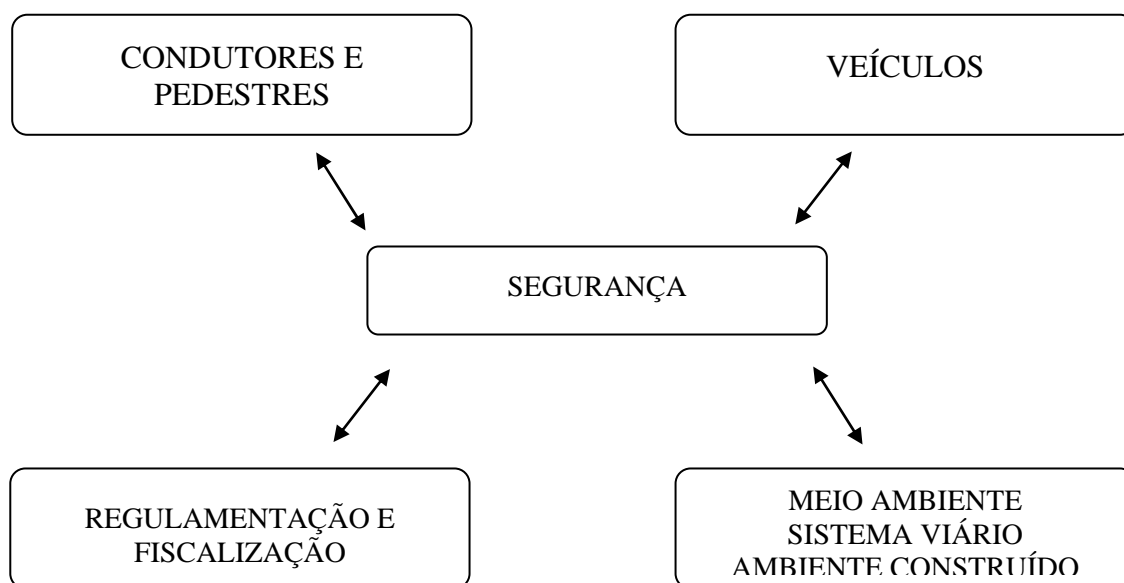 CONDUTORES E
PEDESTRES
VEÍCULOS
SEGURANÇA
REGULAMENTAÇÃO E
FISCALIZAÇÃO
MEIO AMBIENTE
SISTEMA VIÁRIO
AMBIENTE CONSTRUÍDO